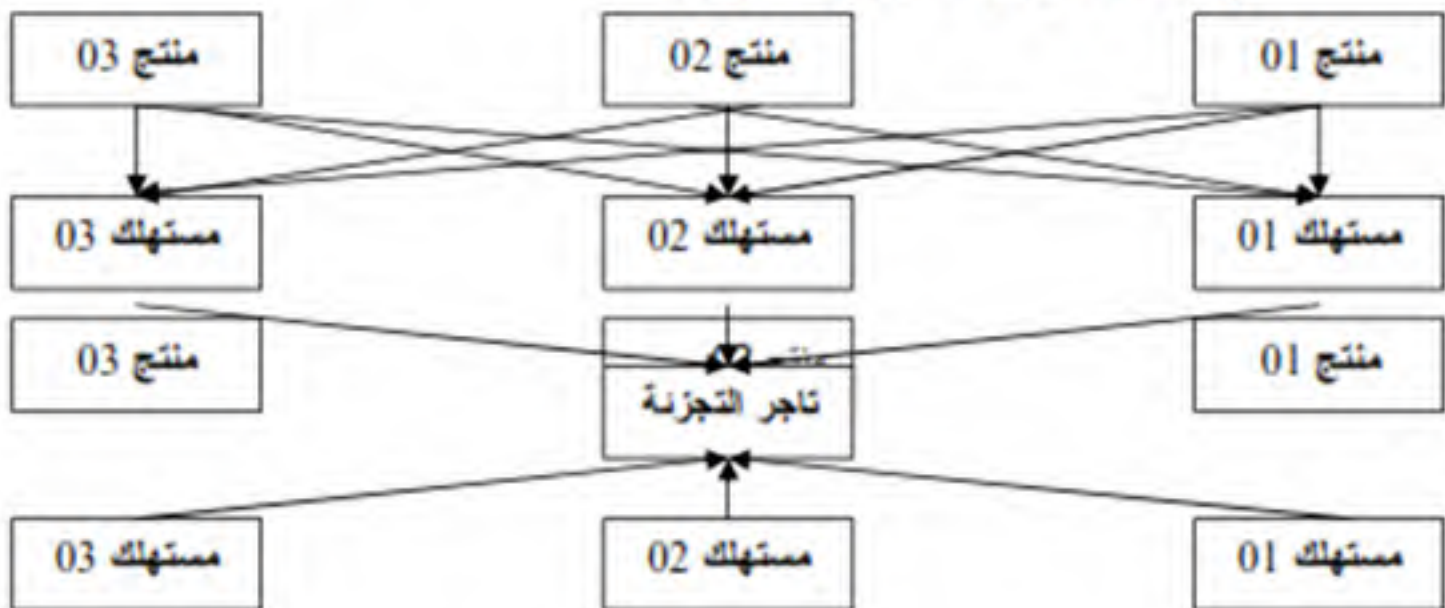 منتج 01
منتج 02
منتج 03
مستهلك 01
مستهلك 02
مستهلك 03
منتج 01
منتج
منتج 03
تاجر التجزئة
مستهلك 01
مستهلك 02
مستهلك 03